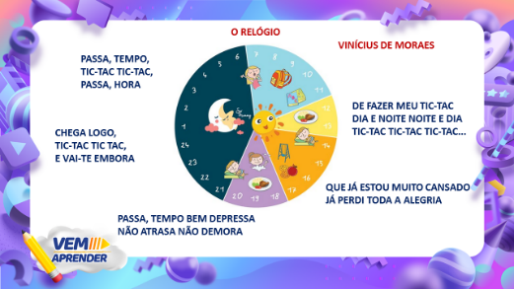 O RELÓGIO
VINÍCIUS DE MORAES
PASSA, TEMPO,
TIC-TAC TIC-TAC,
PASSA, HORA
CHEGA LOGO,
TIC-TAC TIC TAC,
E VAI-TE EMBORA
PASSA, TEMPO BEM DEPRESSA
NÃO ATRASA NÃO DEMORA
QUE JÁ ESTOU MUITO CANSADO
JÁ PERDI TODA A ALEGRIA
DE FAZER MEU TIC-TAC
DIA E NOITE NOITE E DIA
TIC-TAC TIC-TAC TIC-TAC...
VEM
APRENDER